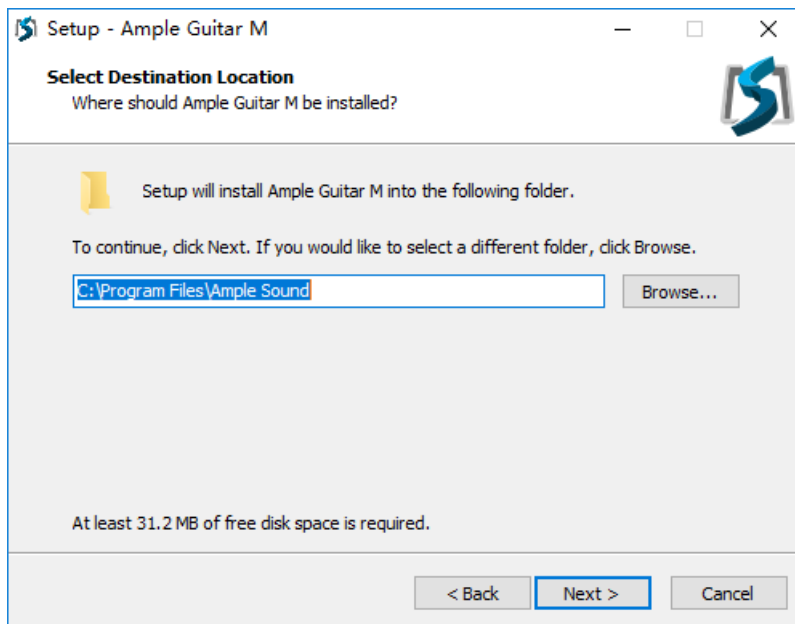 Setup - Ample Guitar M
Select Destination Location
Where should Ample Guitar M be installed?
Setup will install Ample Guitar M into the following folder.
To continue, click Next. If you would like to select a different folder, click Browse.
C:\Program Files\Ample Sound
Browse...
At least 31.2 MB of free disk space is required.
< Back
Next >
Cancel